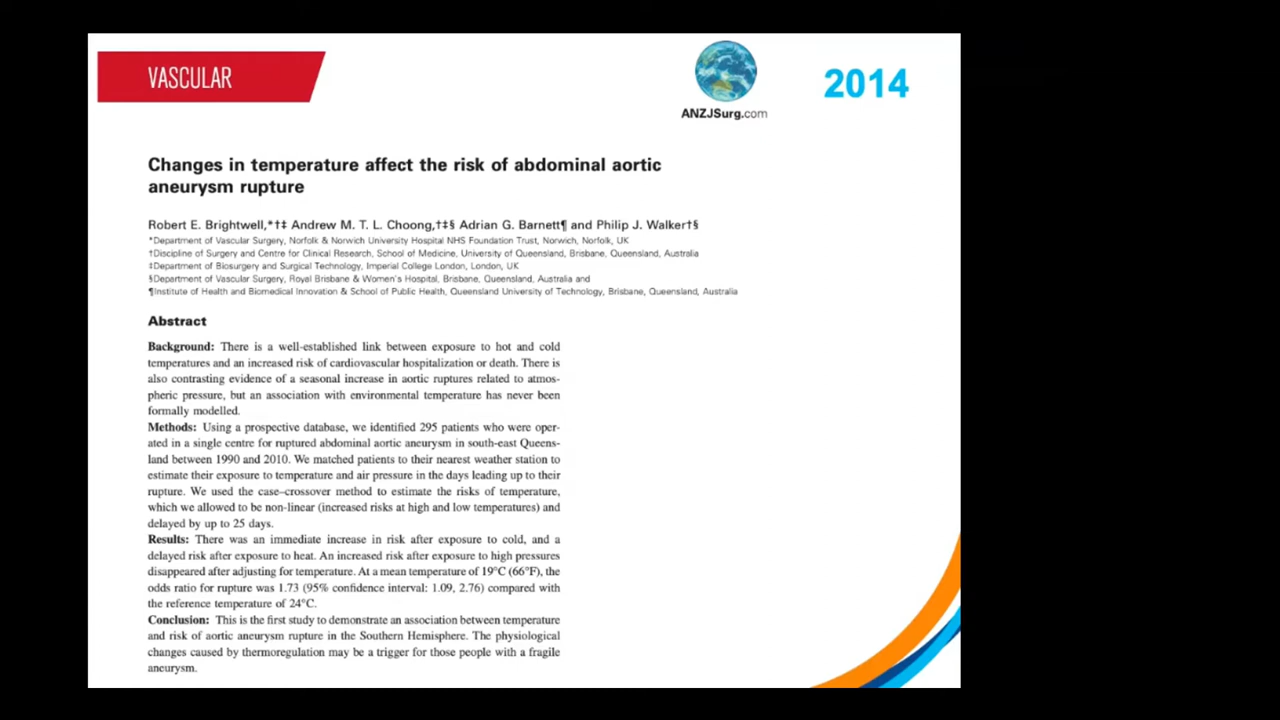 VASCULAR
ANZJSurg.com
2014
Changes in temperature affect the risk of abdominal aortic
aneurysm rupture
Robert E. Brightwell,*†‡ Andrew M. T. L. Choong,†‡§ Adrian G. Barnett¶ and Philip J. Walker†§
*Department of Vascular Surgery, Norfolk & Norwich University Hospital NHS Foundation Trust, Norwich, Norfolk, UK
†Discipline of Surgery and Centre for Clinical Research, School of Medicine, University of Queensland, Brisbane, Queensland, Australia
‡Department of Biosurgery and Surgical Technology, Imperial College London, London, UK
§Department of Vascular Surgery, Royal Brisbane & Women's Hospital, Brisbane, Queensland, Australia and
¶Institute of Health and Biomedical Innovation & School of Public Health, Queensland University of Technology, Brisbane, Queensland, Australia
Abstract
Background: There is a well-established link between exposure to hot and cold
temperatures and an increased risk of cardiovascular hospitalization or death. There is
also contrasting evidence of a seasonal increase in aortic ruptures related to atmos-
pheric pressure, but an association with environmental temperature has never been
formally modelled.
Methods: Using a prospective database, we identified 295 patients who were oper-
ated in a single centre for ruptured abdominal aortic aneurysm in south-east Queens-
land between 1990 and 2010. We matched patients to their nearest weather station to
estimate their exposure to temperature and air pressure in the days leading up to their
rupture. We used the case–crossover method to estimate the risks of temperature,
which we allowed to be non-linear (increased risks at high and low temperatures) and
delayed by up to 25 days.
Results: There was an immediate increase in risk after exposure to cold, and a
delayed risk after exposure to heat. An increased risk after exposure to high pressures
disappeared after adjusting for temperature. At a mean temperature of 19°C (66°F), the
odds ratio for rupture was 1.73 (95% confidence interval: 1.09, 2.76) compared with
the reference temperature of 24°C.
Conclusion: This is the first study to demonstrate an association between temperature
and risk of aortic aneurysm rupture in the Southern Hemisphere. The physiological
changes caused by thermoregulation may be a trigger for those people with a fragile
aneurysm.